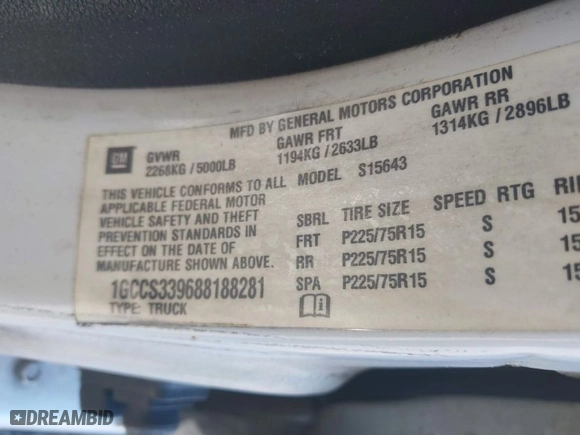 MFD BY GENERAL MOTORS CORPORATION
GM
GVWR GAWR FRT GAWR RR
2268KG / 5000LB 1194KG / 2633LB 1314KG / 2896LB
THIS VEHICLE CONFORMS TO ALL MODEL S15643
APPLICABLE FEDERAL MOTOR
VEHICLE SAFETY AND THEFT SBRL TIRE SIZE SPEED RTG
PREVENTION STANDARDS IN FRT P225/75R15 S
EFFECT ON THE DATE OF RR P225/75R15 S
MANUFACTURE SHOWN ABOVE. SPA P225/75R15 S
1GCCS339688188281
TYPE: TRUCK
DREAMBID